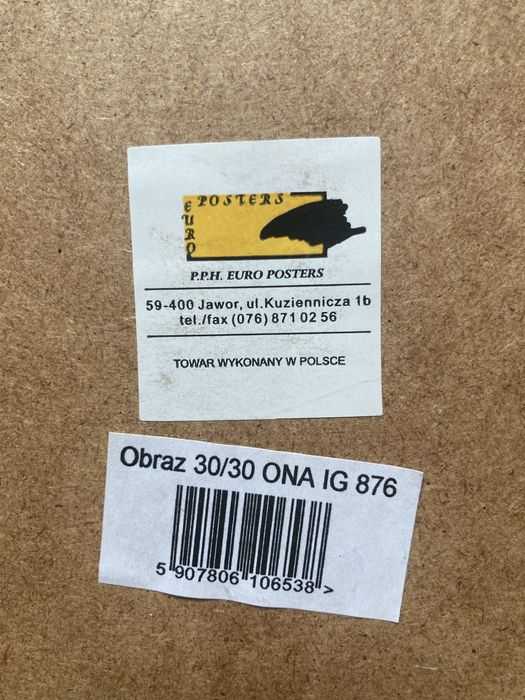 POSTERS
EURO
P.P.H. EURO POSTERS
59-400 Jawor, ul.Kuziennicza 1b
tel./fax (076) 871 02 56
TOWAR WYKONANY W POLSCE
Obraz 30/30 ONA IG 876
5 907806 106538 >